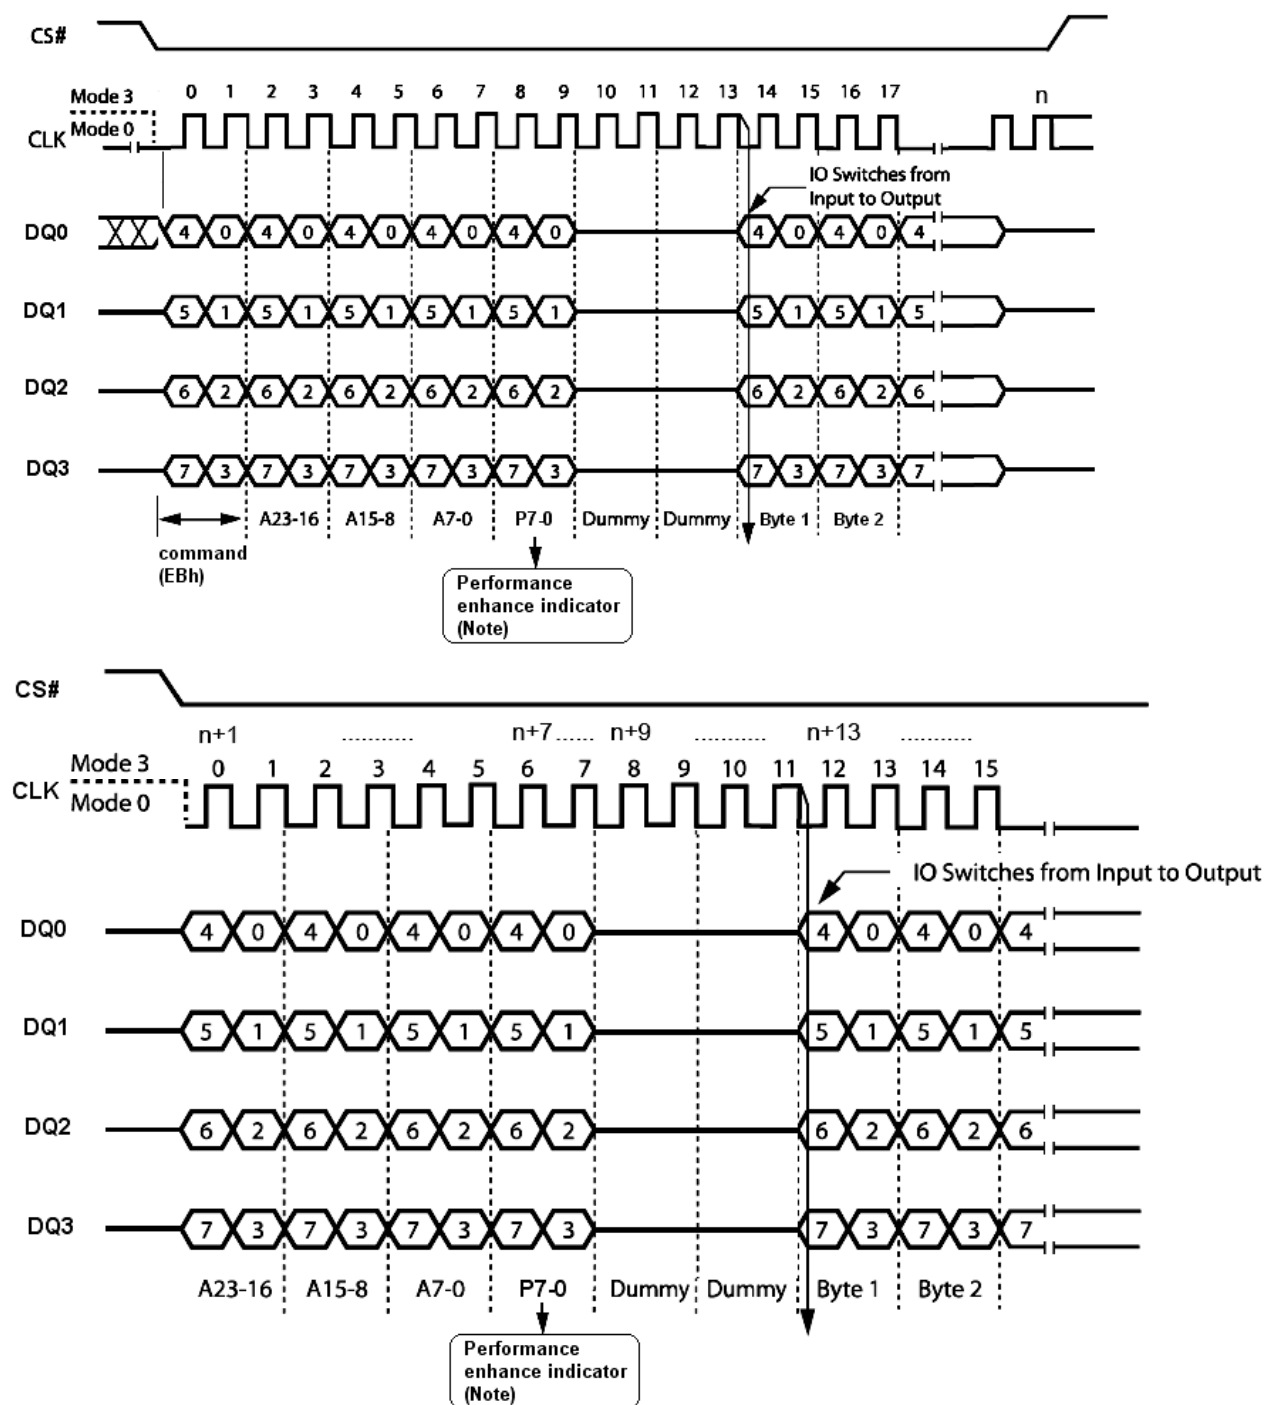 CS#
0 1 2 3 4 5 6 7 8 9 10 11 12 13 14 15 16 17 n
Mode 3
Mode 0
CLK
IO Switches from
Input to Output
DQ0 4 0 4 0 4 0 4 0 4 0 4 0 4 0 4
DQ1 5 1 5 1 5 1 5 1 5 1 5 1 5 1 5
DQ2 6 2 6 2 6 2 6 2 6 2 6 2 6 2 6
DQ3 7 3 7 3 7 3 7 3 7 3 7 3 7 3 7
A23-16 A15-8 A7-0 P7-0 Dummy Dummy Byte 1 Byte 2
command
(EBh)
Performance
enhance indicator
(Note)
CS#
n+1 ............ n+7 ...... n+9 ............ n+13 ............
Mode 3 0 1 2 3 4 5 6 7 8 9 10 11 12 13 14 15
CLK
Mode 0
IO Switches from Input to Output
DQ0 4 0 4 0 4 0 4 0 4 0 4 0 4
DQ1 5 1 5 1 5 1 5 1 5 1 5 1 5
DQ2 6 2 6 2 6 2 6 2 6 2 6 2 6
DQ3 7 3 7 3 7 3 7 3 7 3 7 3 7
A23-16 A15-8 A7-0 P7-0 Dummy Dummy Byte 1 Byte 2
Performance
enhance indicator
(Note)